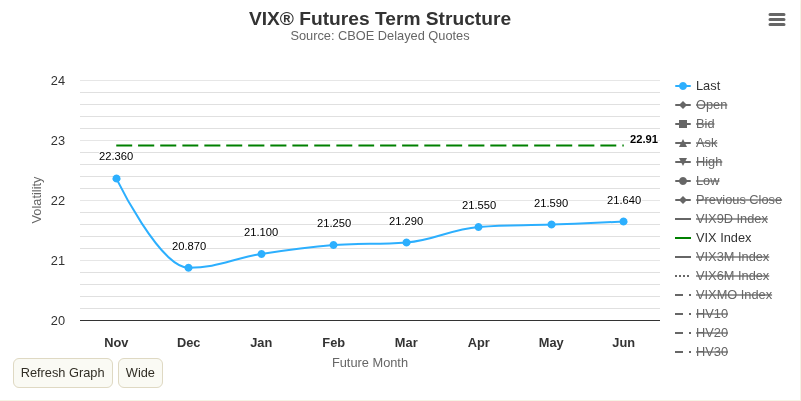 VIX® Futures Term Structure
Source: CBOE Delayed Quotes
24
23
22
21
20
Volatility
22.91
22.360
20.870
21.100
21.250
21.290
21.550
21.590
21.640
Nov Dec Jan Feb Mar Apr May Jun
Future Month
Last
Open
Bid
Ask
High
Low
Previous Close
VIX9D Index
VIX Index
VIX3M Index
VIX6M Index
VIXMO Index
HV10
HV20
HV30
Refresh Graph Wide